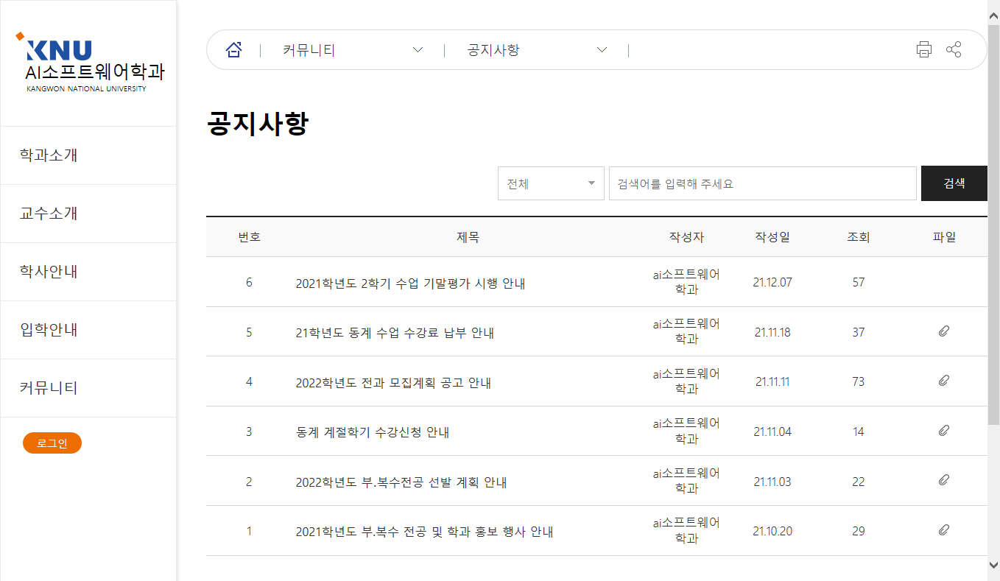 KNU
AI소프트웨어학과
KANGWON NATIONAL UNIVERSITY
학과소개
교수소개
학사안내
입학안내
커뮤니티
로그인
커뮤니티 공지사항
공지사항
전체 검색어를 입력해 주세요 검색
번호 제목 작성자 작성일 조회 파일
6 2021학년도 2학기 수업 기말평가 시행 안내 ai소프트웨어 21.12.07 57
학과
5 21학년도 동계 수업 수강료 납부 안내 ai소프트웨어 21.11.18 37
학과
4 2022학년도 전과 모집계획 공고 안내 ai소프트웨어 21.11.11 73
학과
3 동계 계절학기 수강신청 안내 ai소프트웨어 21.11.04 14
학과
2 2022학년도 부.복수전공 선발 계획 안내 ai소프트웨어 21.11.03 22
학과
1 2021학년도 부.복수 전공 및 학과 홍보 행사 안내 ai소프트웨어 21.10.20 29
학과